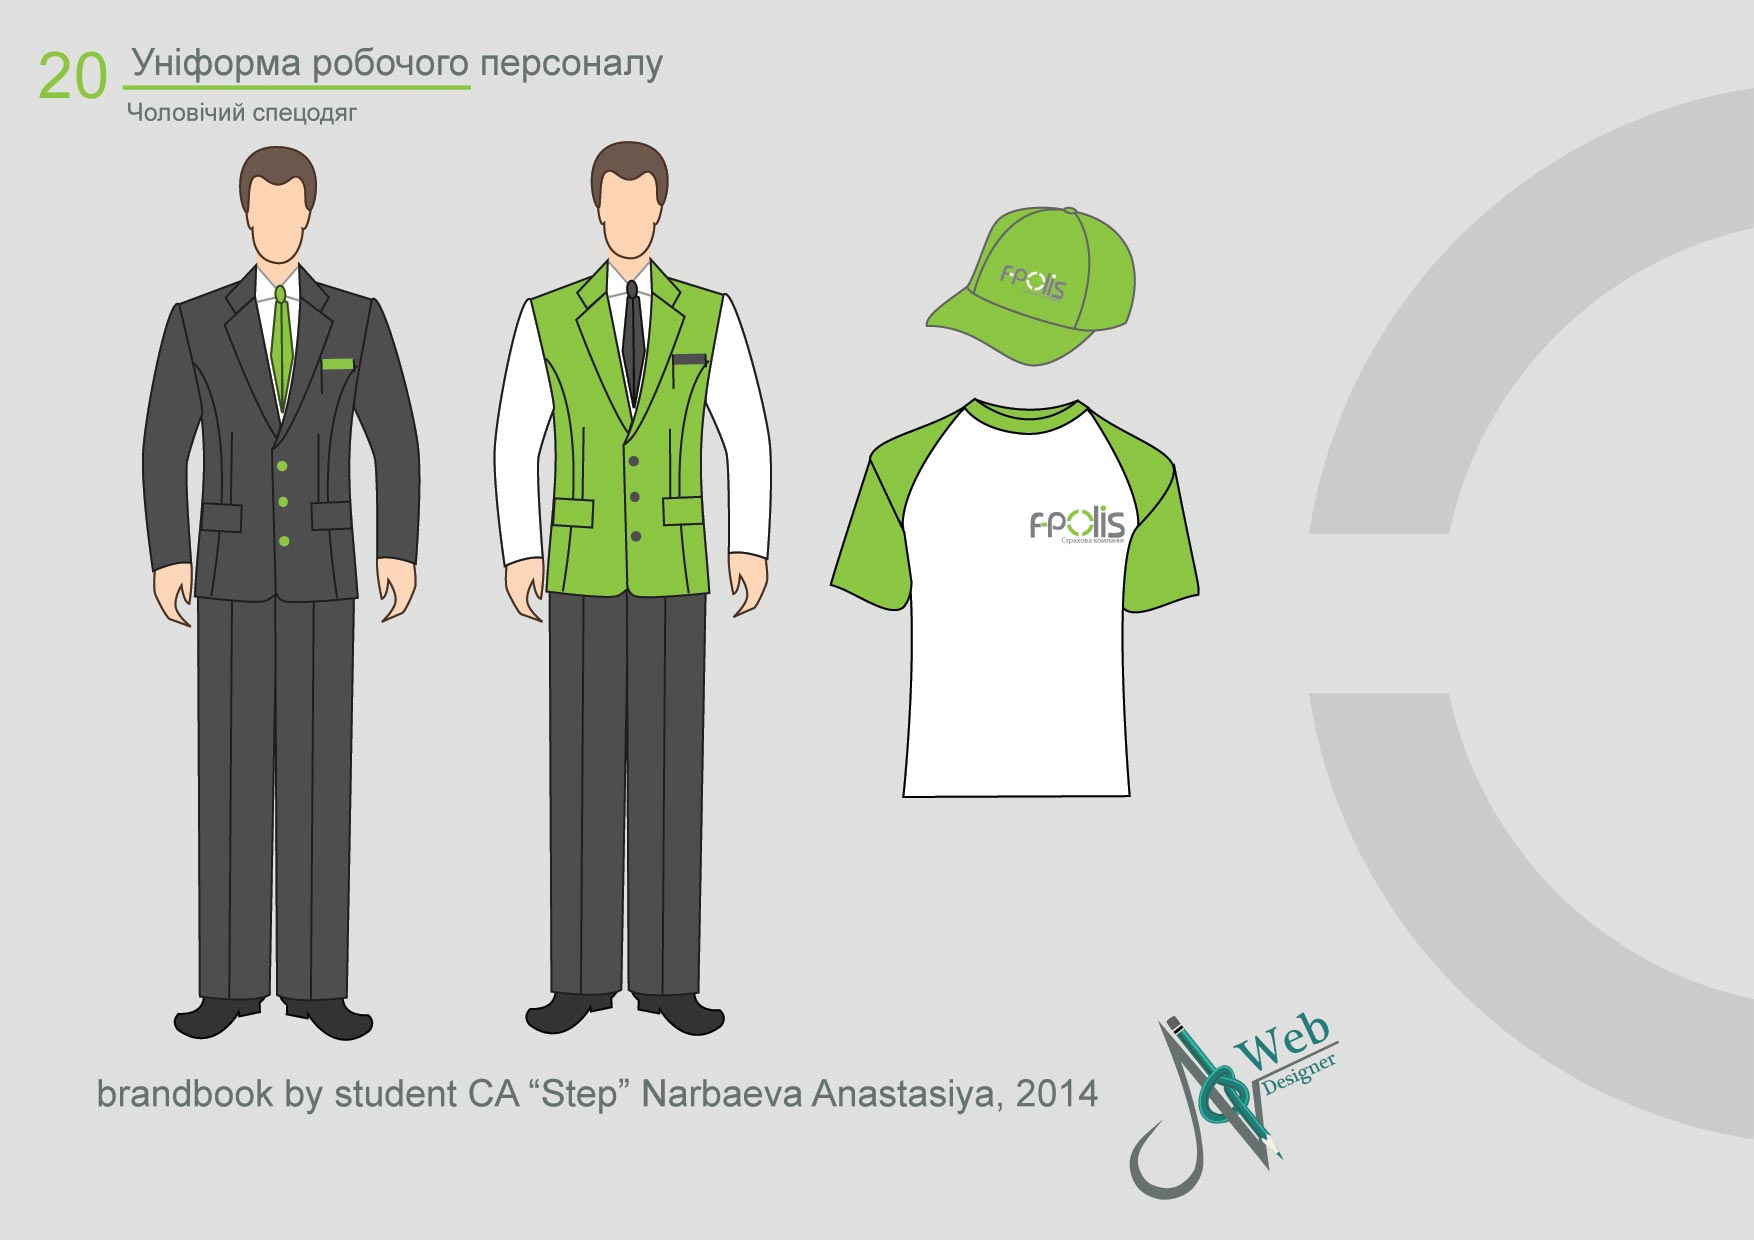 20
Уніформа робочого персоналу
Чоловічий спецодяг
f-polis
f-polis
Страхова компанія
brandbook by student CA “Step” Narbaeva Anastasiya, 2014
Web
Designer